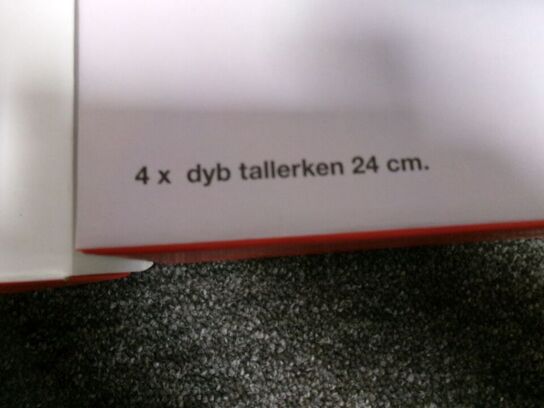 4 x dyb tallerken 24 cm.